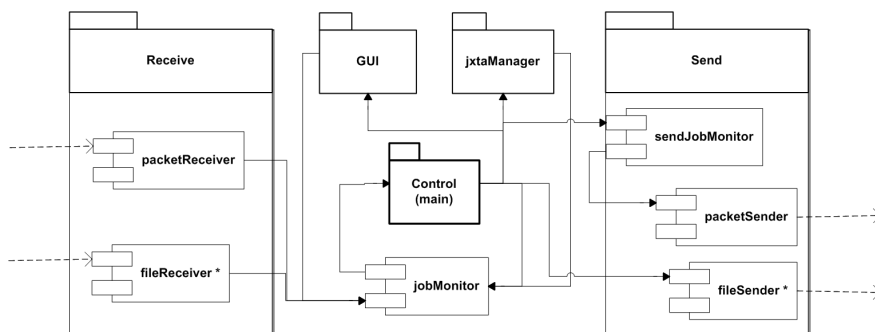 Receive
GUI
jxtaManager
Send
packetReceiver
sendJobMonitor
Control
(main)
packetSender
fileReceiver *
jobMonitor
fileSender *